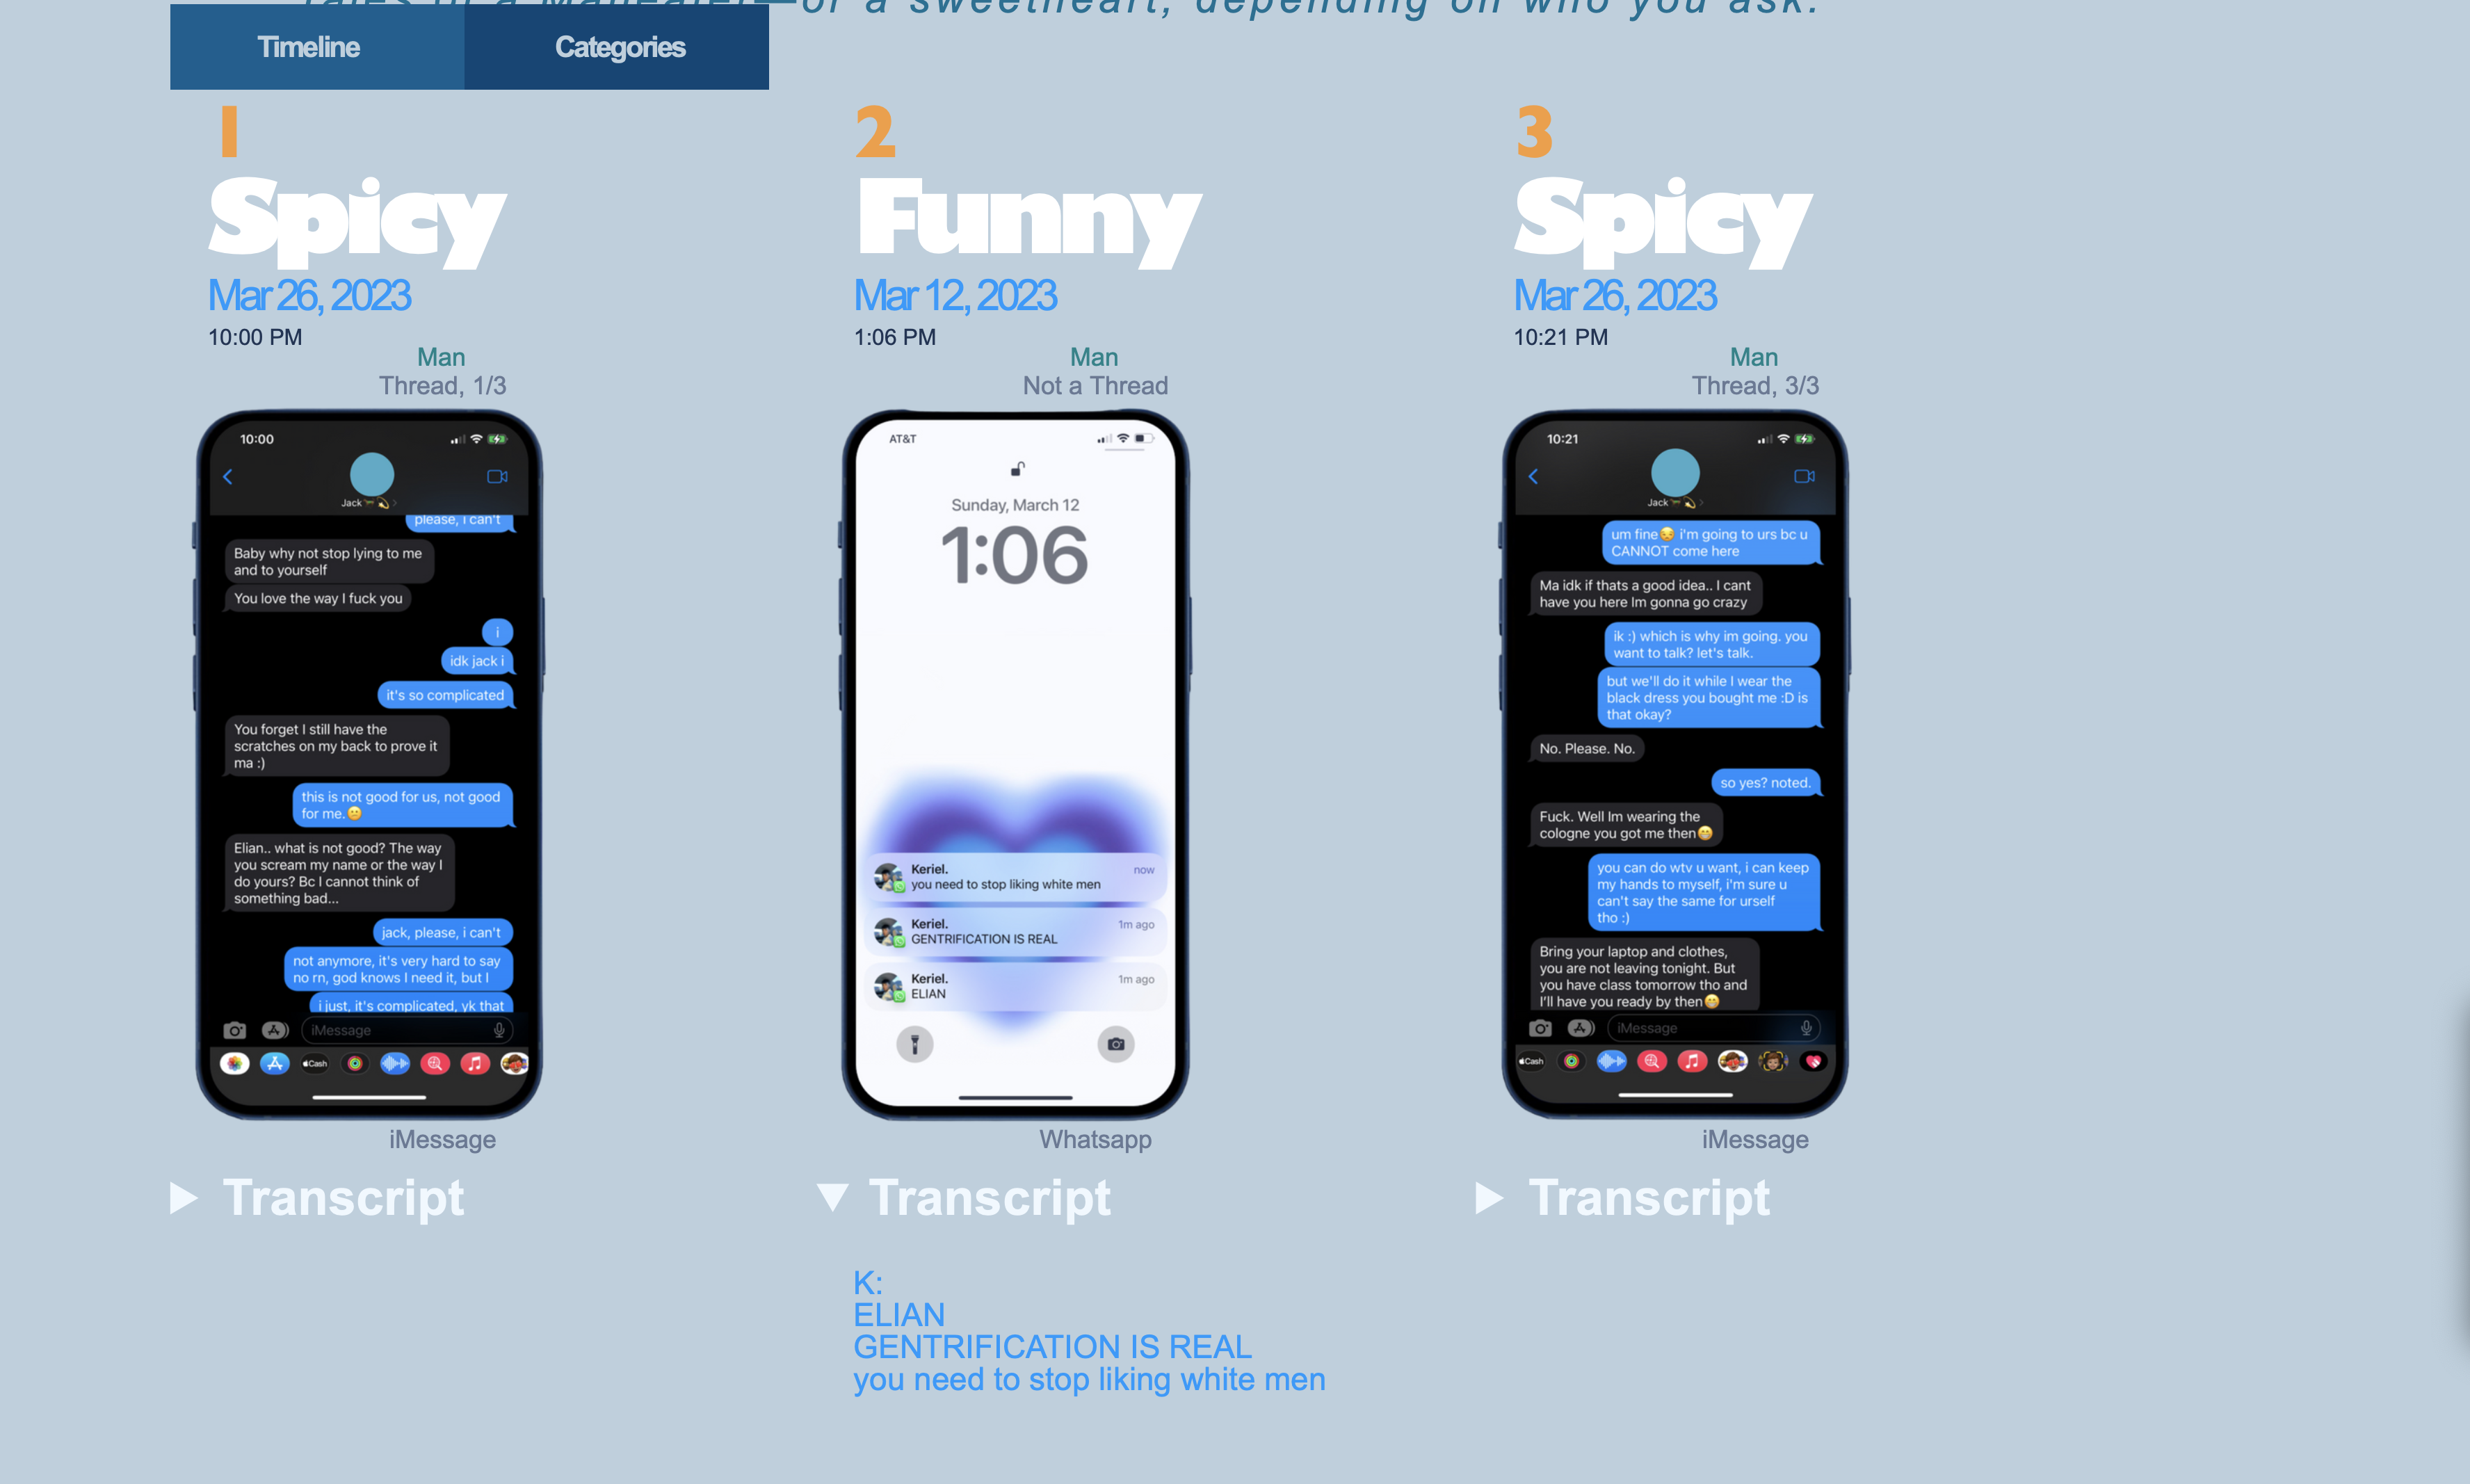 Tales of a Maneater—or a sweetheart, depending on who you ask.
Timeline
Categories
1
Spicy
Mar 26, 2023
10:00 PM
Man
Thread, 1/3
10:00
Jack
please, i can't
Baby why not stop lying to me
and to yourself
You love the way I fuck you
i
idk jack i
it's so complicated
You forget I still have the
scratches on my back to prove it
ma :)
this is not good for us, not good
for me.😕
Elian.. what is not good? The way
you scream my name or the way I
do yours? Bc I cannot think of
something bad...
jack, please, i can't
not anymore, it's very hard to say
no rn, god knows I need it, but I
i just, it's complicated, yk that
iMessage
Cash
iMessage
Transcript
2
Funny
Mar 12, 2023
1:06 PM
Man
Not a Thread
AT&T
Sunday, March 12
1:06
Keriel.
now
you need to stop liking white men
Keriel.
1m ago
GENTRIFICATION IS REAL
Keriel.
1m ago
ELIAN
Whatsapp
Transcript
K:
ELIAN
GENTRIFICATION IS REAL
you need to stop liking white men
3
Spicy
Mar 26, 2023
10:21 PM
Man
Thread, 3/3
10:21
Jack
um fine😔 i'm going to urs bc u
CANNOT come here
Ma idk if thats a good idea.. I cant
have you here Im gonna go crazy
ik :) which is why im going. you
want to talk? let's talk.
but we'll do it while I wear the
black dress you bought me :D is
that okay?
No. Please. No.
so yes? noted.
Fuck. Well Im wearing the
cologne you got me then😁
you can do wtv u want, i can keep
my hands to myself, i'm sure u
can't say the same for urself
tho :)
Bring your laptop and clothes,
you are not leaving tonight. But
you have class tomorrow tho and
I'll have you ready by then😁
iMessage
Cash
iMessage
Transcript